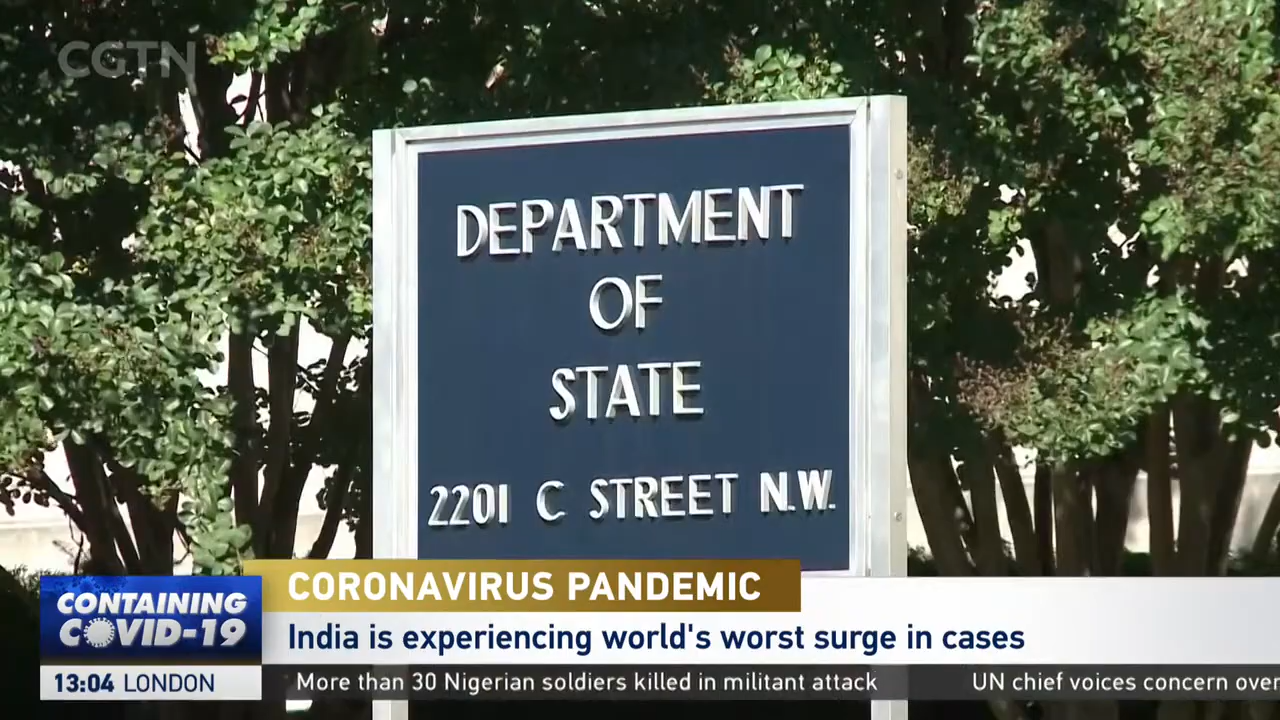 CGTN
DEPARTMENT
OF
STATE
2201 C STREET N.W.
CORONAVIRUS PANDEMIC
CONTAINING
COVID-19
India is experiencing world's worst surge in cases
13:04 LONDON
More than 30 Nigerian soldiers killed in militant attack
UN chief voices concern over